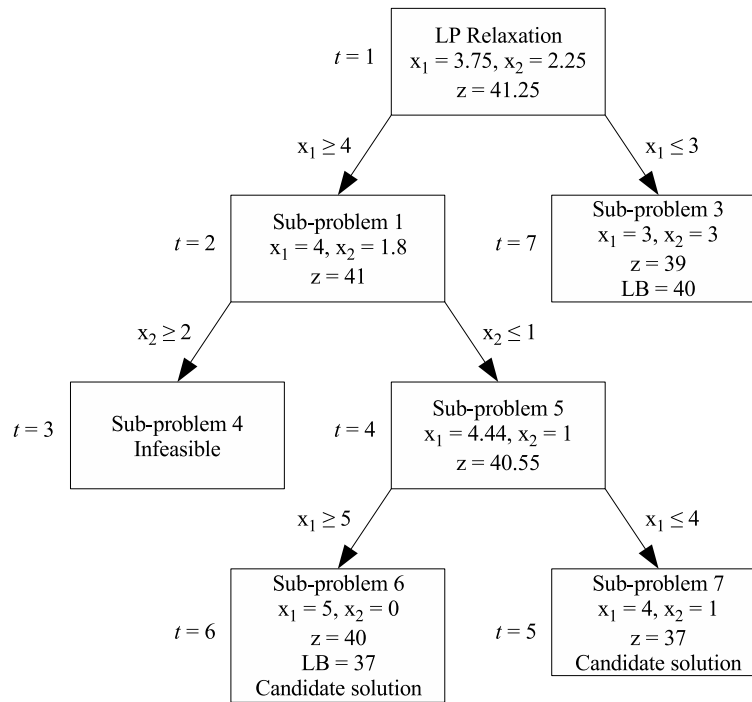 LP Relaxation
t = 1
x₁ = 3.75, x₂ = 2.25
z = 41.25
x₁ ≥ 4
x₁ ≤ 3
Sub-problem 1
t = 2
x₁ = 4, x₂ = 1.8
z = 41
Sub-problem 3
t = 7
x₁ = 3, x₂ = 3
z = 39
LB = 40
x₂ ≥ 2
x₂ ≤ 1
t = 3
Sub-problem 4
Infeasible
Sub-problem 5
t = 4
x₁ = 4.44, x₂ = 1
z = 40.55
x₁ ≥ 5
x₁ ≤ 4
Sub-problem 6
x₁ = 5, x₂ = 0
t = 6
z = 40
LB = 37
Candidate solution
Sub-problem 7
x₁ = 4, x₂ = 1
t = 5
z = 37
Candidate solution